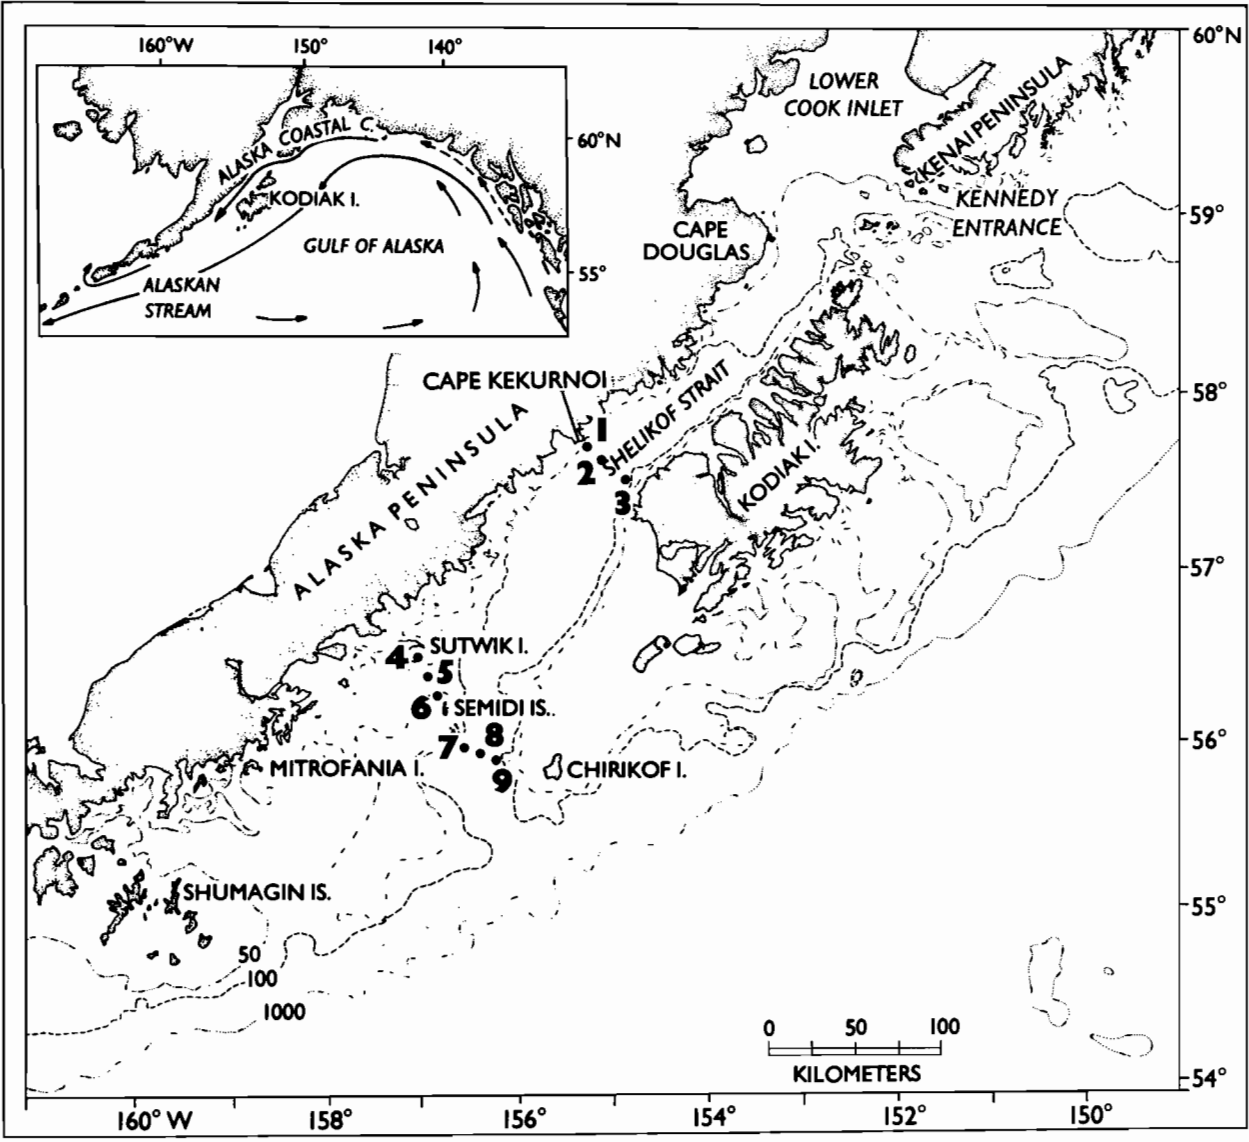 160°W 150° 140°
60°N
ALASKA COASTAL C.
KODIAK I.
GULF OF ALASKA
55°
ALASKAN
STREAM
60°N
LOWER
COOK INLET
KENAI PENINSULA
KENNEDY
ENTRANCE
59°
CAPE
DOUGLAS
58°
CAPE KEKURNOI
SHELIKOF STRAIT
ALASKA PENINSULA
1
2
3
KODIAK I.
57°
4
SUTWIK I.
5
6
SEMIDI IS.
7
8
9
56°
MITROFANIA I.
CHIRIKOF I.
SHUMAGIN IS.
55°
50
100
1000
0 50 100
KILOMETERS
54°
160° W 158° 156° 154° 152° 150°